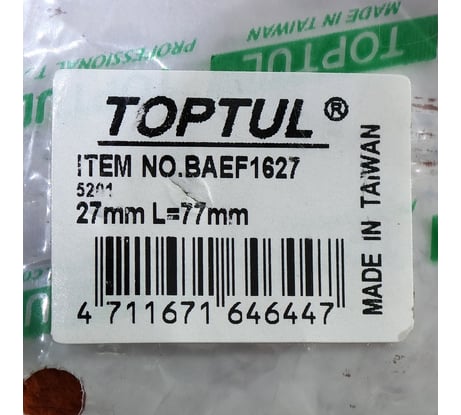 TOPTUL
MADE IN TAIWAN
PROFESSIONAL
TOPTUL®
ITEM NO.BAEF1627
5201
27mm L=77mm
4 711671 646447
MADE IN TAIWAN